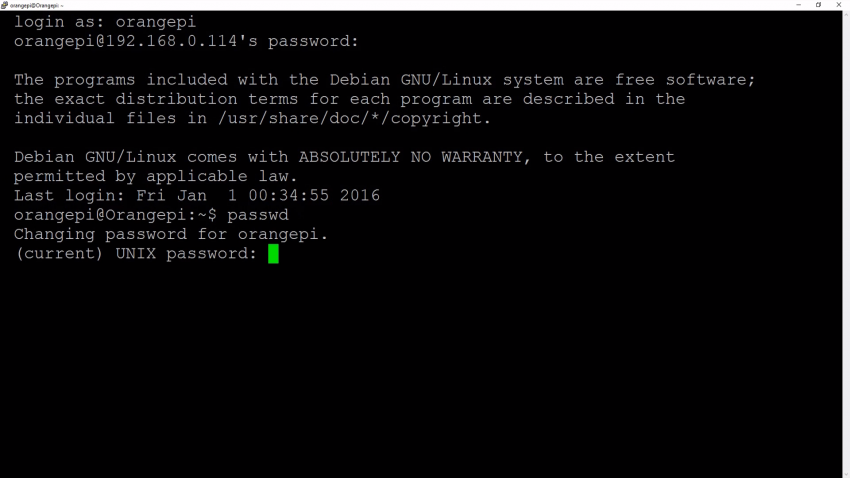 orangepi@Orangepi: ~
login as: orangepi
orangepi@192.168.0.114's password:
The programs included with the Debian GNU/Linux system are free software;
the exact distribution terms for each program are described in the
individual files in /usr/share/doc/*/copyright.
Debian GNU/Linux comes with ABSOLUTELY NO WARRANTY, to the extent
permitted by applicable law.
Last login: Fri Jan  1 00:34:55 2016
orangepi@Orangepi:~$ passwd
Changing password for orangepi.
(current) UNIX password: